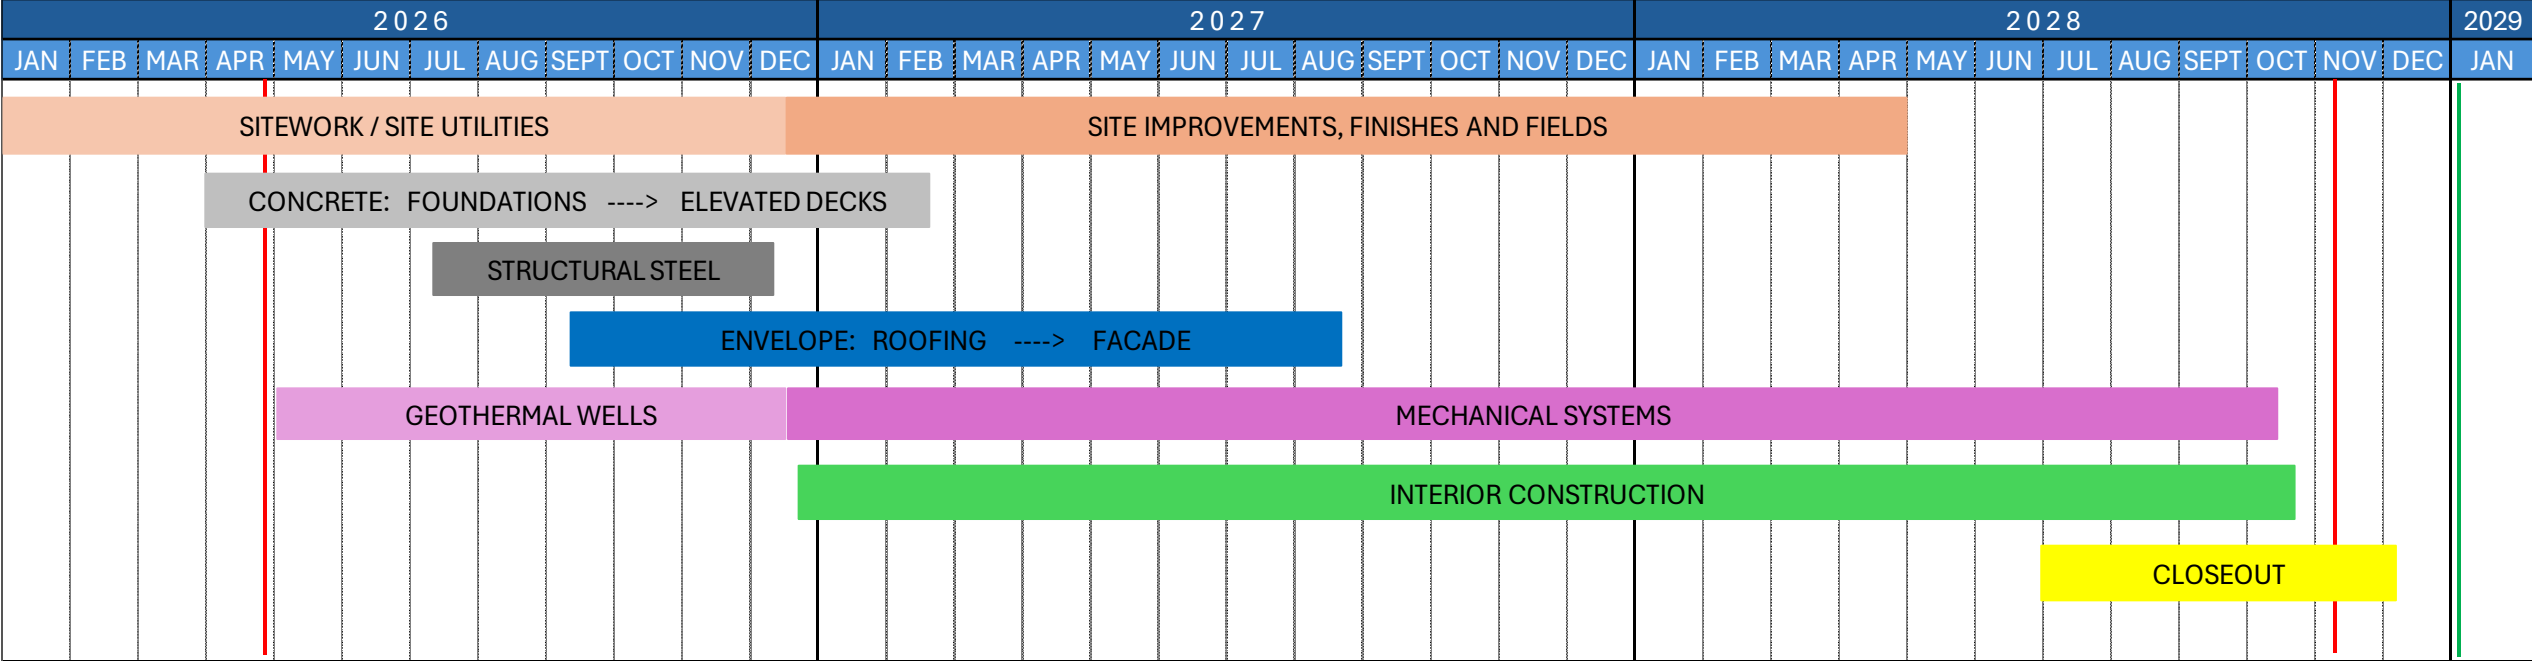 2026 2027 2028 2029
JAN FEB MAR APR MAY JUN JUL AUG SEPT OCT NOV DEC JAN FEB MAR APR MAY JUN JUL AUG SEPT OCT NOV DEC JAN FEB MAR APR MAY JUN JUL AUG SEPT OCT NOV DEC JAN
SITEWORK / SITE UTILITIES SITE IMPROVEMENTS, FINISHES AND FIELDS
CONCRETE: FOUNDATIONS ----> ELEVATED DECKS
STRUCTURAL STEEL
ENVELOPE: ROOFING ----> FACADE
GEOTHERMAL WELLS MECHANICAL SYSTEMS
INTERIOR CONSTRUCTION
CLOSEOUT